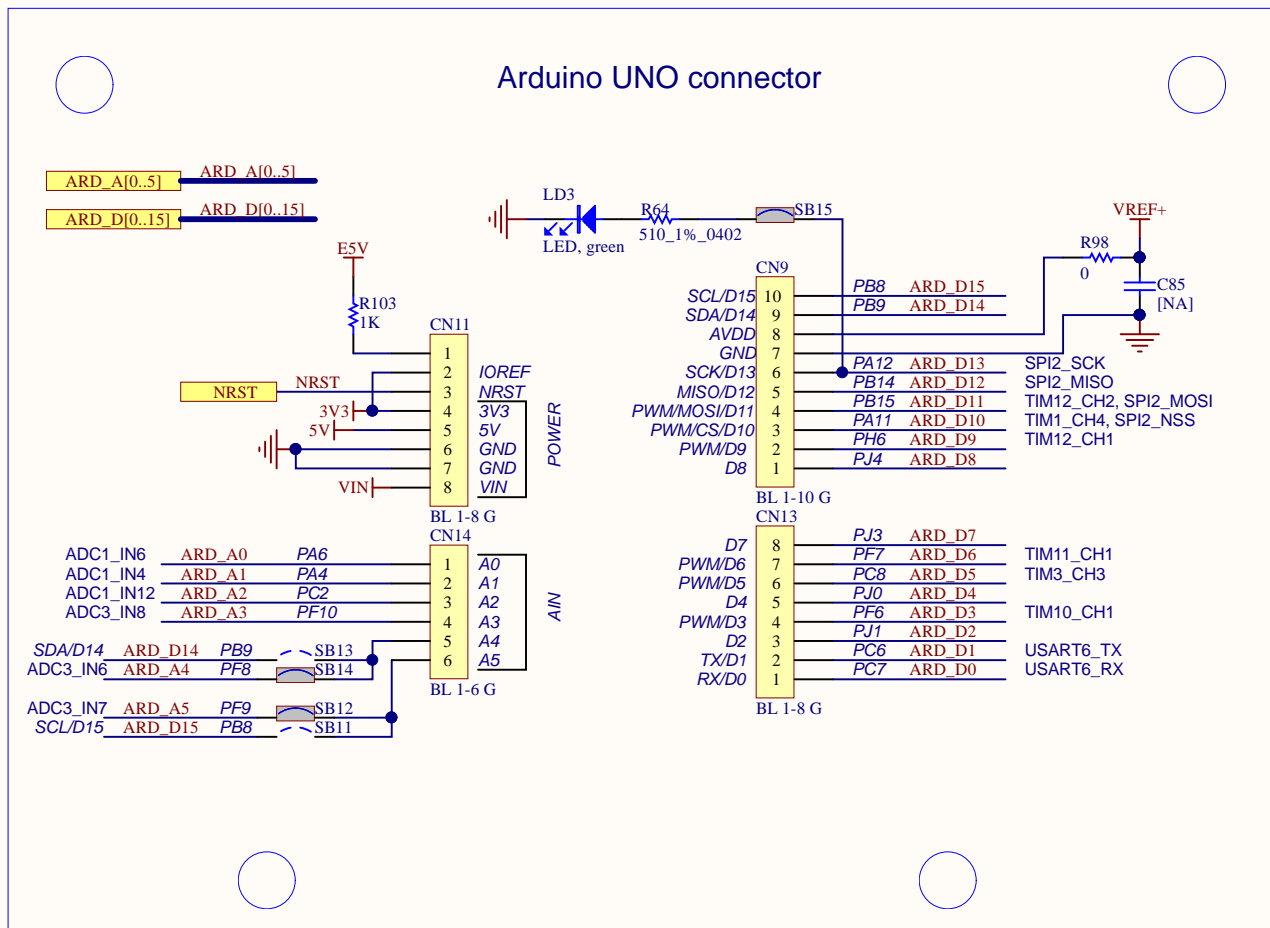 Arduino UNO connector
ARD_A[0..5] ARD_A[0..5]
ARD_D[0..15] ARD_D[0..15]
LD3
LED, green
R64
510_1%_0402
SB15
VREF+
R98
0
C85
[NA]
E5V
R103
1K
CN11
1
2 IOREF
NRST NRST 3 NRST
3V3 4 3V3
5V 5 5V
6 GND
7 GND
VIN 8 VIN
POWER
BL 1-8 G
CN14
ADC1_IN6 ARD_A0 PA6 1 A0
ADC1_IN4 ARD_A1 PA4 2 A1
ADC1_IN12 ARD_A2 PC2 3 A2
ADC3_IN8 ARD_A3 PF10 4 A3
5 A4
6 A5
AIN
BL 1-6 G
SDA/D14 ARD_D14 PB9 SB13
ADC3_IN6 ARD_A4 PF8 SB14
ADC3_IN7 ARD_A5 PF9 SB12
SCL/D15 ARD_D15 PB8 SB11
CN9
SCL/D15 10 PB8 ARD_D15
SDA/D14 9 PB9 ARD_D14
AVDD 8
GND 7
SCK/D13 6 PA12 ARD_D13 SPI2_SCK
MISO/D12 5 PB14 ARD_D12 SPI2_MISO
PWM/MOSI/D11 4 PB15 ARD_D11 TIM12_CH2, SPI2_MOSI
PWM/CS/D10 3 PA11 ARD_D10 TIM1_CH4, SPI2_NSS
PWM/D9 2 PH6 ARD_D9 TIM12_CH1
D8 1 PJ4 ARD_D8
BL 1-10 G
CN13
D7 8 PJ3 ARD_D7
PWM/D6 7 PF7 ARD_D6 TIM11_CH1
PWM/D5 6 PC8 ARD_D5 TIM3_CH3
D4 5 PJ0 ARD_D4
PWM/D3 4 PF6 ARD_D3 TIM10_CH1
D2 3 PJ1 ARD_D2
TX/D1 2 PC6 ARD_D1 USART6_TX
RX/D0 1 PC7 ARD_D0 USART6_RX
BL 1-8 G